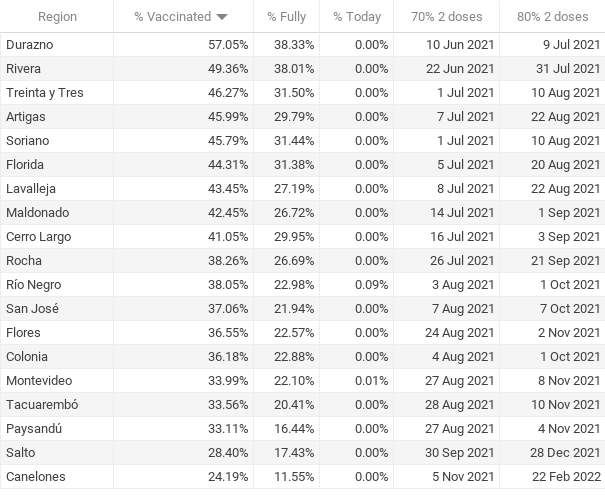 Region % Vaccinated % Fully % Today 70% 2 doses 80% 2 doses
Durazno 57.05% 38.33% 0.00% 10 Jun 2021 9 Jul 2021
Rivera 49.36% 38.01% 0.00% 22 Jun 2021 31 Jul 2021
Treinta y Tres 46.27% 31.50% 0.00% 1 Jul 2021 10 Aug 2021
Artigas 45.99% 29.79% 0.00% 7 Jul 2021 22 Aug 2021
Soriano 45.79% 31.44% 0.00% 1 Jul 2021 10 Aug 2021
Florida 44.31% 31.38% 0.00% 5 Jul 2021 20 Aug 2021
Lavalleja 43.45% 27.19% 0.00% 8 Jul 2021 22 Aug 2021
Maldonado 42.45% 26.72% 0.00% 14 Jul 2021 1 Sep 2021
Cerro Largo 41.05% 29.95% 0.00% 16 Jul 2021 3 Sep 2021
Rocha 38.26% 26.69% 0.00% 26 Jul 2021 21 Sep 2021
Río Negro 38.05% 22.98% 0.09% 3 Aug 2021 1 Oct 2021
San José 37.06% 21.94% 0.00% 7 Aug 2021 7 Oct 2021
Flores 36.55% 22.57% 0.00% 24 Aug 2021 2 Nov 2021
Colonia 36.18% 22.88% 0.00% 4 Aug 2021 1 Oct 2021
Montevideo 33.99% 22.10% 0.01% 27 Aug 2021 8 Nov 2021
Tacuarembó 33.56% 20.41% 0.00% 28 Aug 2021 10 Nov 2021
Paysandú 33.11% 16.44% 0.00% 27 Aug 2021 4 Nov 2021
Salto 28.40% 17.43% 0.00% 30 Sep 2021 28 Dec 2021
Canelones 24.19% 11.55% 0.00% 5 Nov 2021 22 Feb 2022